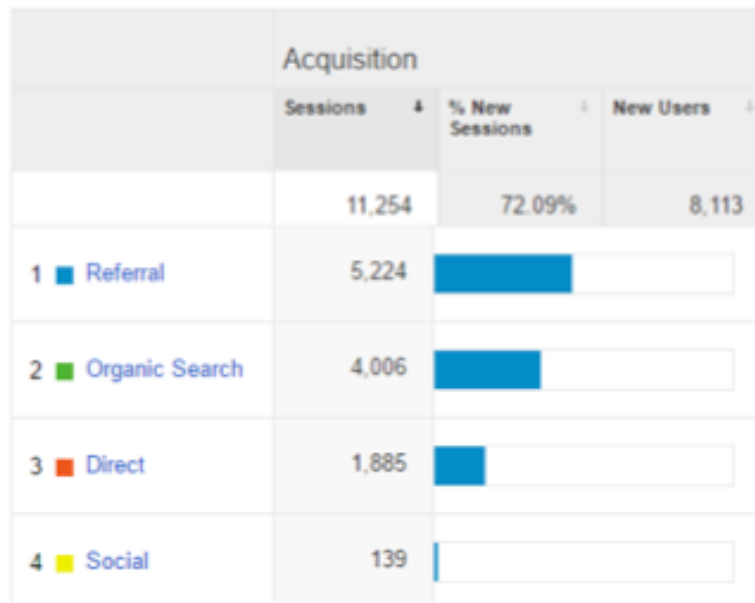 Acquisition
Sessions
% New
Sessions
New Users
11,254 72.09% 8,113
1 Referral 5,224
2 Organic Search 4,006
3 Direct 1,885
4 Social 139